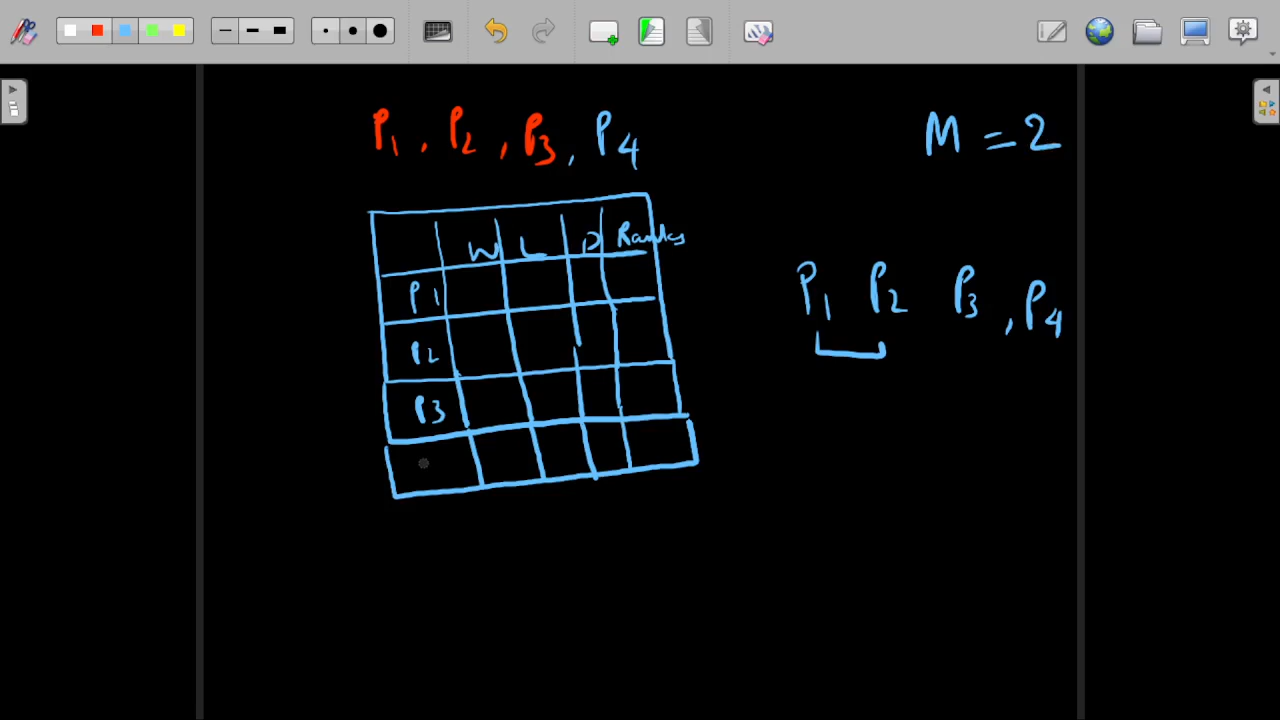 P1, P2, P3, P4
M = 2
W L D Ranks
P1
P2
P3
P1 P2 P3, P4